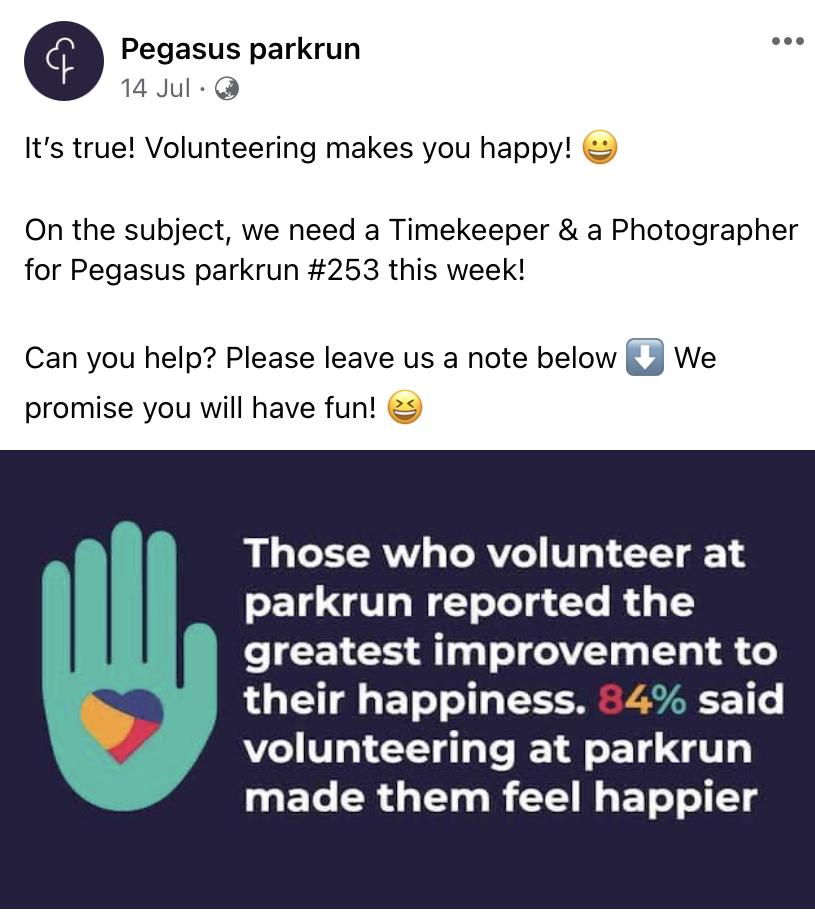 Pegasus parkrun
14 Jul ·
It’s true! Volunteering makes you happy! 😀
On the subject, we need a Timekeeper & a Photographer
for Pegasus parkrun #253 this week!
Can you help? Please leave us a note below ⬇️ We
promise you will have fun! 😆
Those who volunteer at
parkrun reported the
greatest improvement to
their happiness. 84% said
volunteering at parkrun
made them feel happier